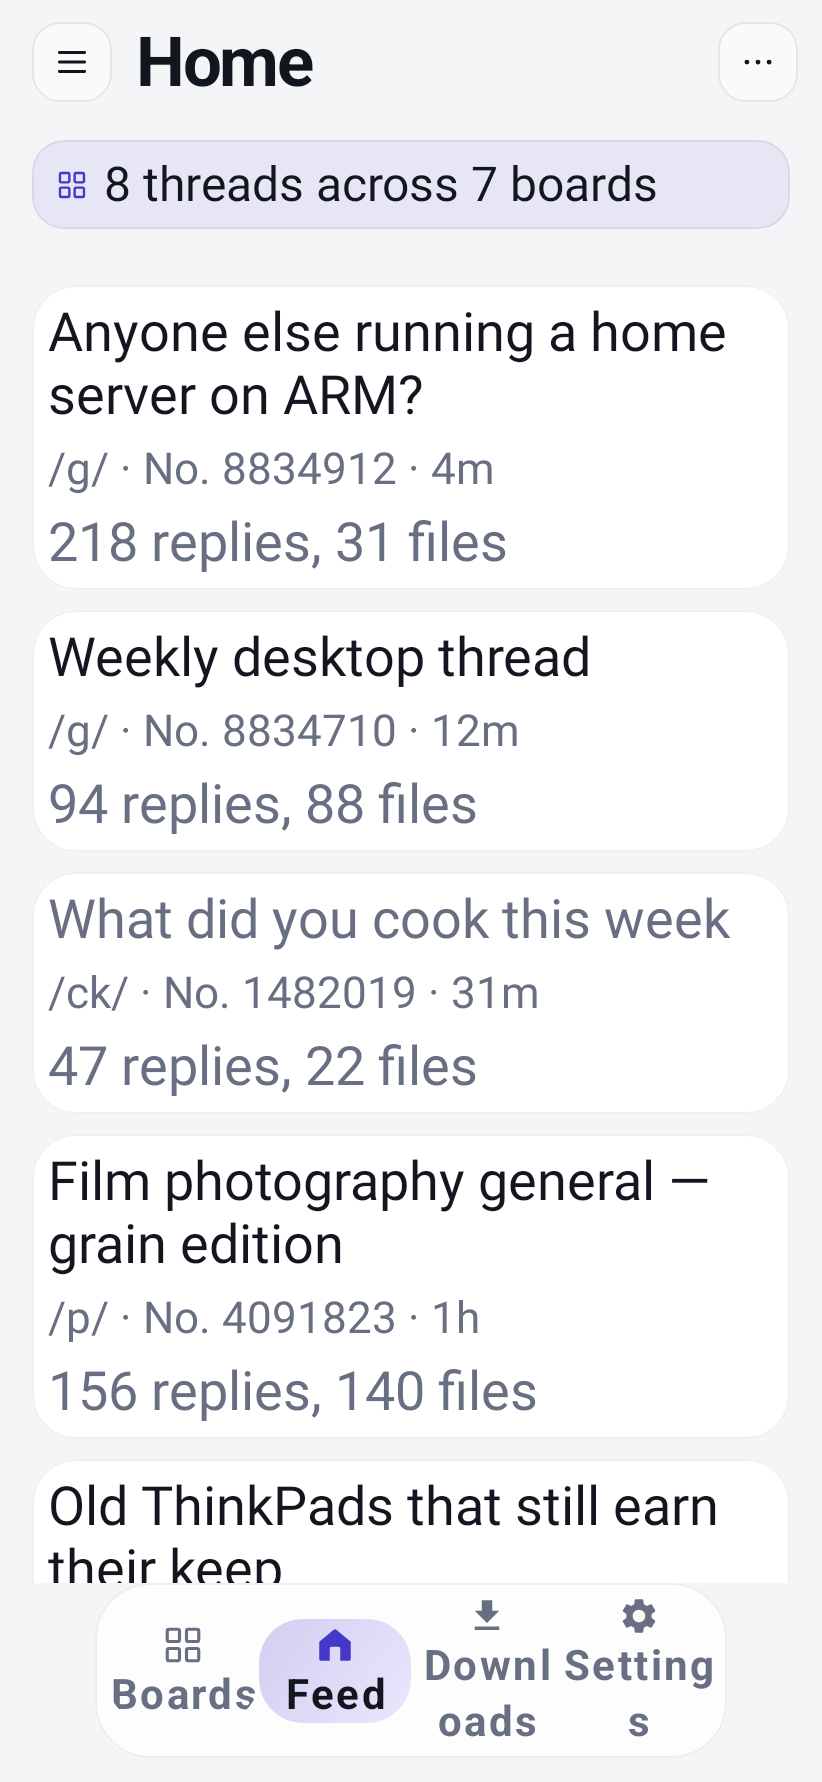 Home
8 threads across 7 boards
Anyone else running a home
server on ARM?
/g/ · No. 8834912 · 4m
218 replies, 31 files
Weekly desktop thread
/g/ · No. 8834710 · 12m
94 replies, 88 files
What did you cook this week
/ck/ · No. 1482019 · 31m
47 replies, 22 files
Film photography general —
grain edition
/p/ · No. 4091823 · 1h
156 replies, 140 files
Old ThinkPads that still earn
their keep
Boards
Feed
Downl
oads
Setting
s